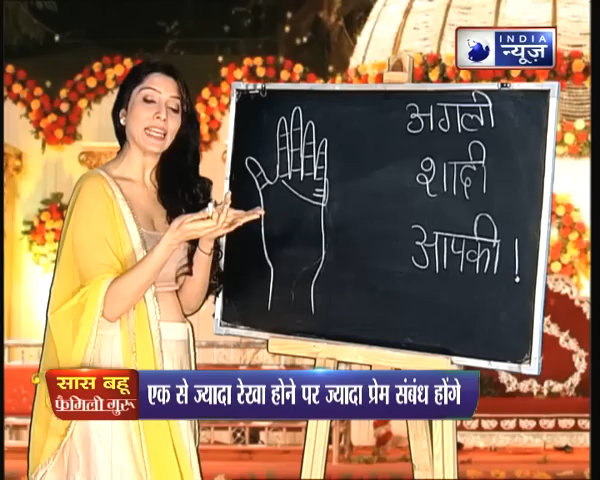 INDIA
न्यूज़
अगली
शादी
आपकी !
सास बहू
फैमिली गुरू
एक से ज्यादा रेखा होने पर ज्यादा प्रेम संबंध होंगे